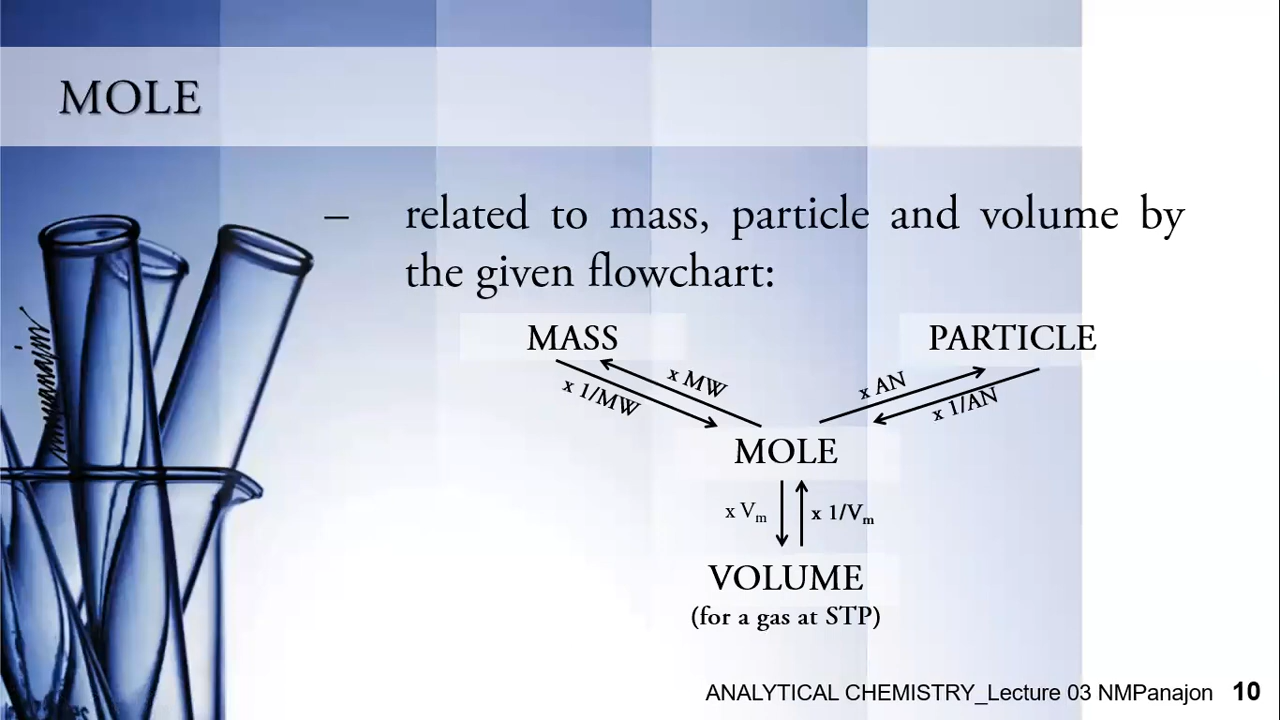 MOLE
– related to mass, particle and volume by
the given flowchart:
MASS
PARTICLE
x MW
x 1/MW
x AN
x 1/AN
MOLE
x Vm
x 1/Vm
VOLUME
(for a gas at STP)
ANALYTICAL CHEMISTRY_Lecture 03 NMPanajon 10